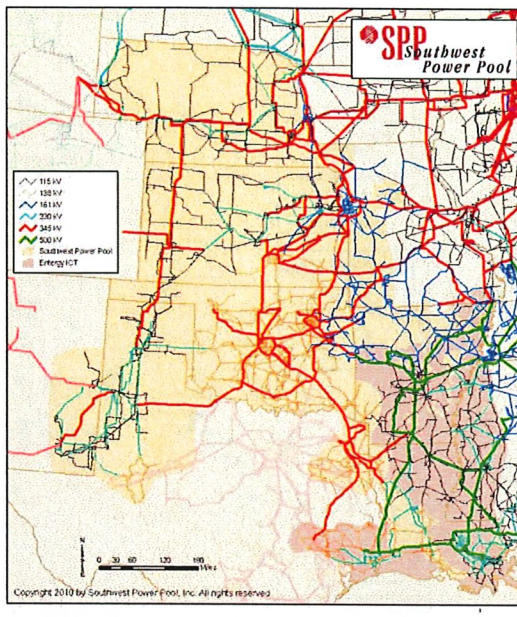 SPP
Southwest
Power Pool
115 kV
138 kV
161 kV
230 kV
345 kV
500 kV
Southwest Power Pool
Entergy ICT
N
0 30 60 120 180
Miles
Copyright 2010 by Southwest Power Pool, Inc. All rights reserved